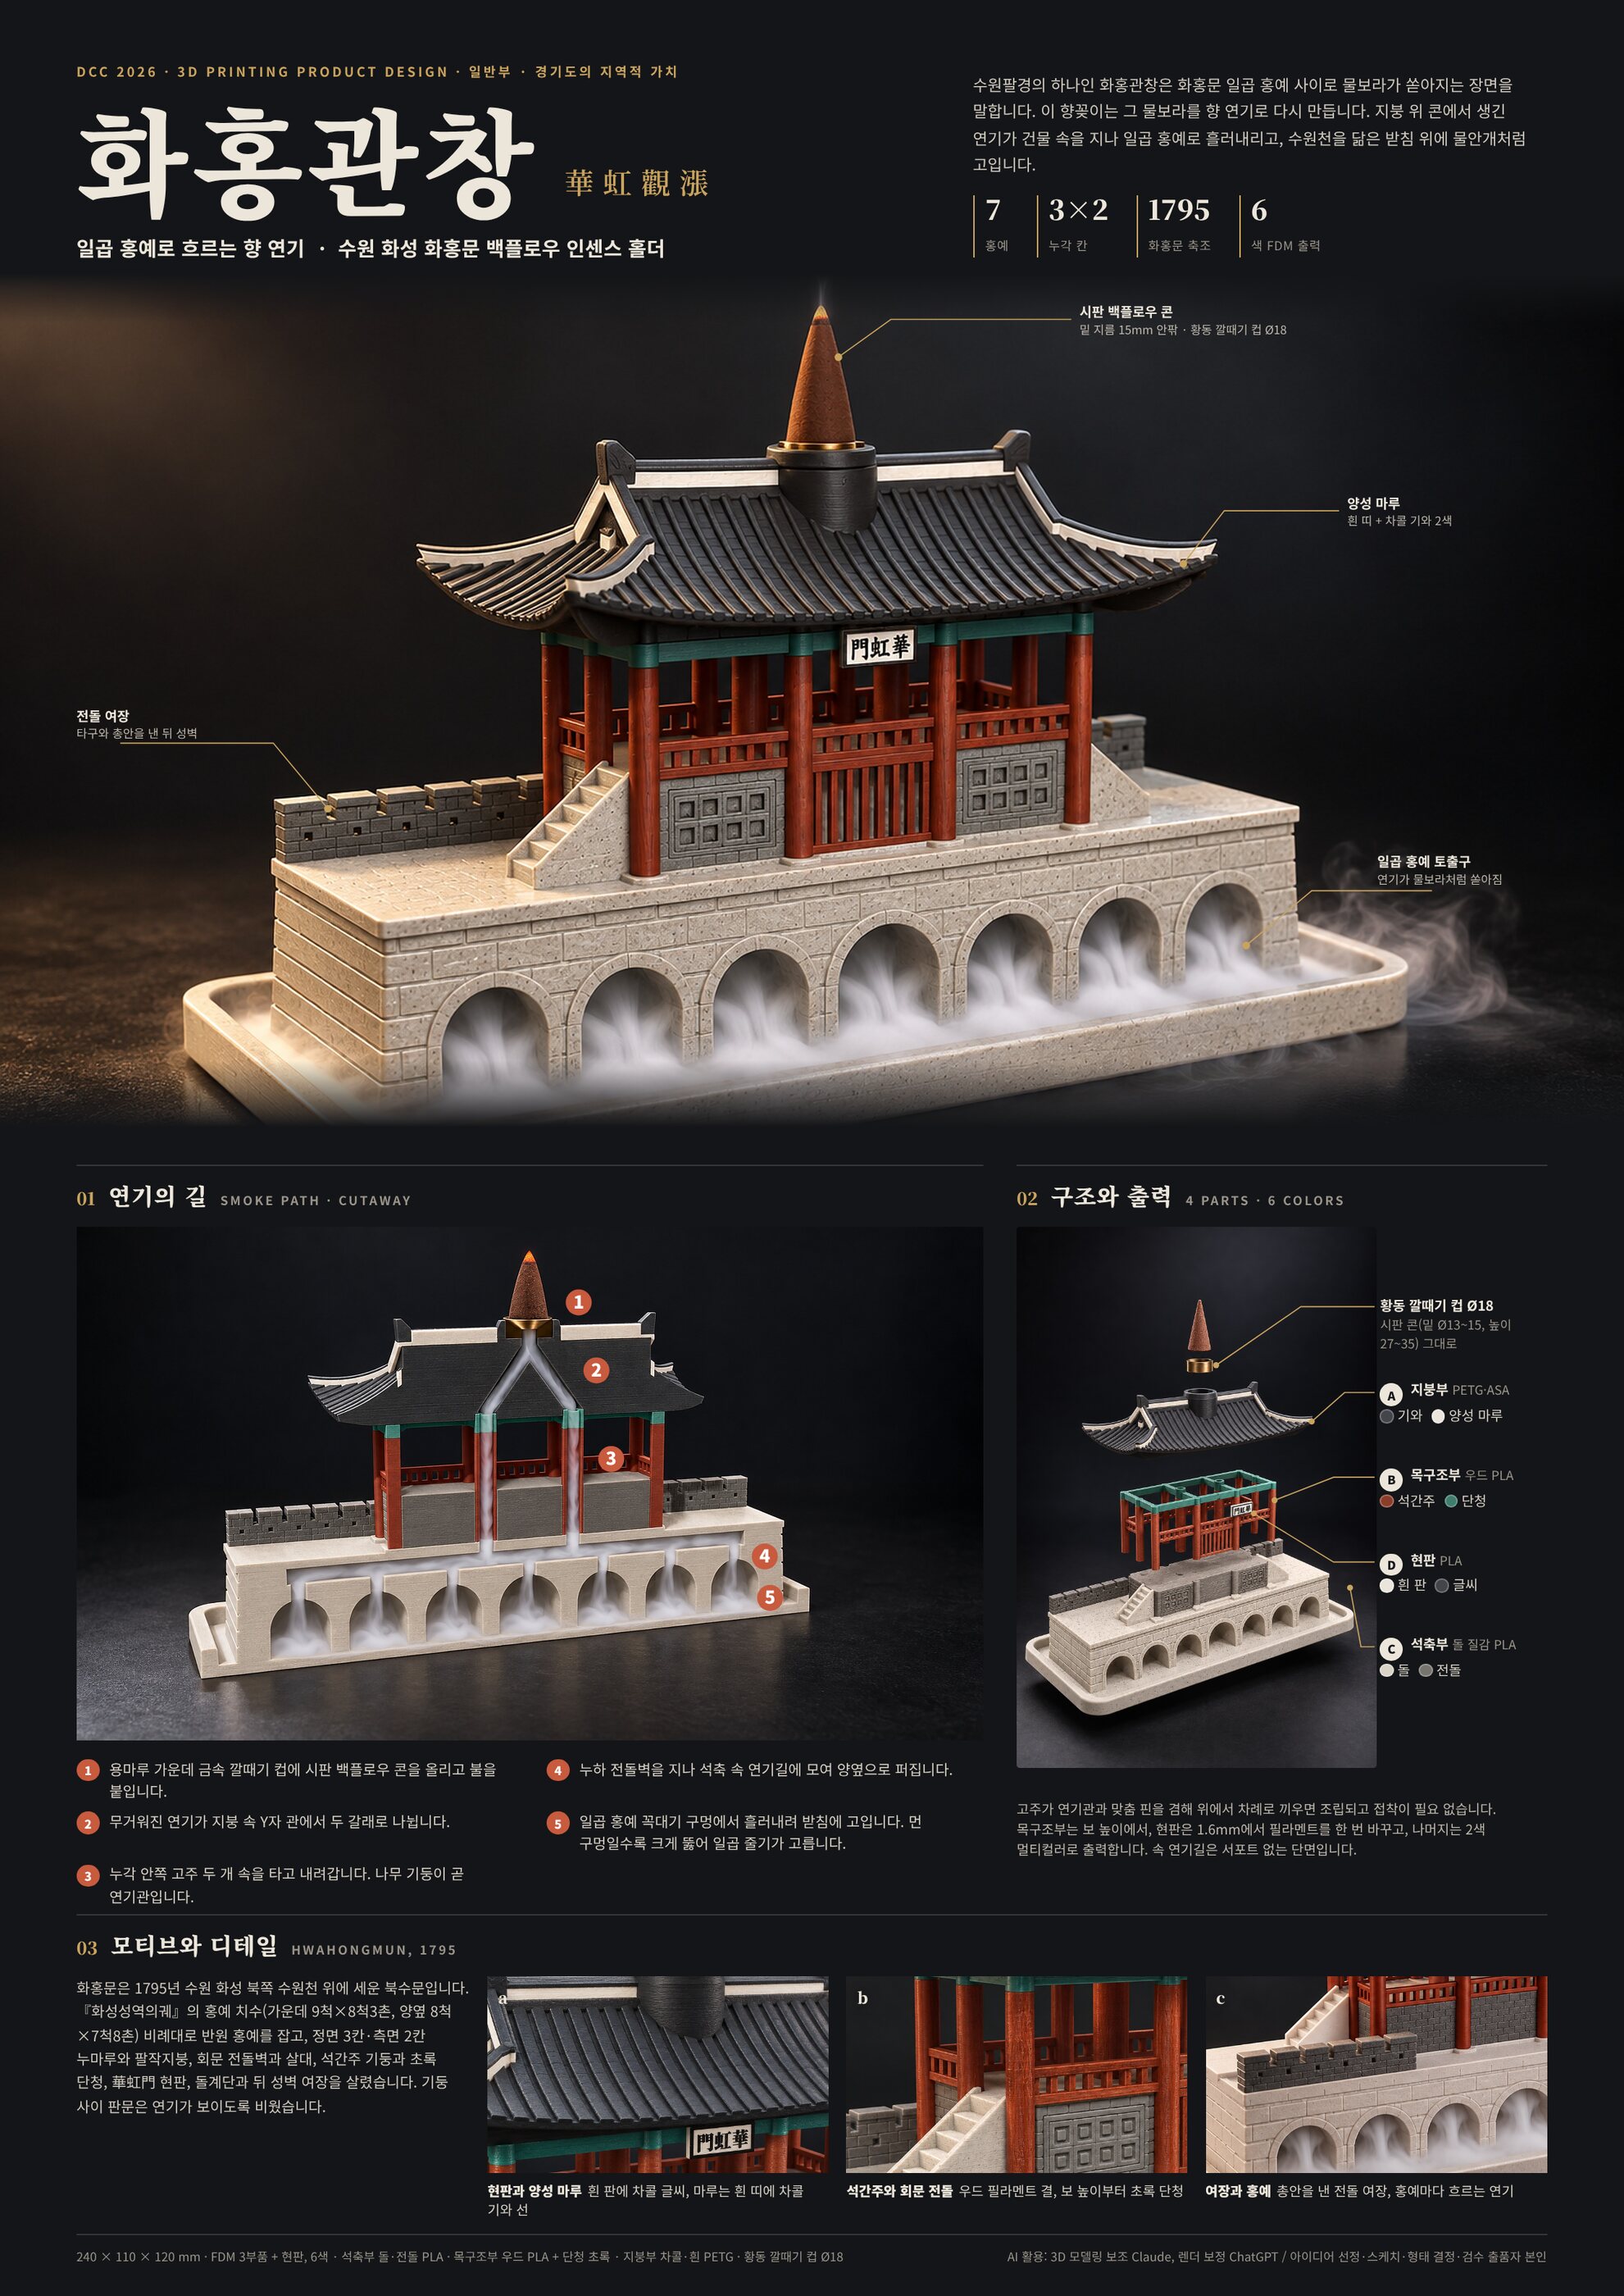 DCC 2026 · 3D PRINTING PRODUCT DESIGN · 일반부 · 경기도의 지역적 가치
화홍관창 華虹觀漲
일곱 홍예로 흐르는 향 연기 · 수원 화성 화홍문 백플로우 인센스 홀더
수원팔경의 하나인 화홍관창은 화홍문 일곱 홍예 사이로 물보라가 쏟아지는 장면을
말합니다. 이 향꽂이는 그 물보라를 향 연기로 다시 만듭니다. 지붕 위 콘에서 생긴
연기가 건물 속을 지나 일곱 홍예로 흘러내리고, 수원천을 닮은 받침 위에 물안개처럼
고입니다.
7 3×2 1795 6
홍예 누각 칸 화홍문 축조 색 FDM 출력
시판 백플로우 콘
밑 지름 15mm 안팎 · 황동 깔때기 컵 Ø18
양성 마루
흰 띠 + 차콜 기와 2색
門虹華
전돌 여장
타구와 총안을 낸 뒤 성벽
일곱 홍예 토출구
연기가 물보라처럼 쏟아짐
01 연기의 길 SMOKE PATH · CUTAWAY
1
2
3
4
5
1 용마루 가운데 금속 깔때기 컵에 시판 백플로우 콘을 올리고 불을
붙입니다.
2 무거워진 연기가 지붕 속 Y자 관에서 두 갈래로 나뉩니다.
3 누각 안쪽 고주 두 개 속을 타고 내려갑니다. 나무 기둥이 곧
연기관입니다.
4 누하 전돌벽을 지나 석축 속 연기길에 모여 양옆으로 퍼집니다.
5 일곱 홍예 꼭대기 구멍에서 흘러내려 받침에 고입니다. 먼
구멍일수록 크게 뚫어 일곱 줄기가 고릅니다.
02 구조와 출력 4 PARTS · 6 COLORS
황동 깔때기 컵 Ø18
시판 콘(밑 Ø13~15, 높이
27~35) 그대로
A 지붕부 PETG·ASA
기와 양성 마루
B 목구조부 우드 PLA
석간주 단청
門虹華
D 현판 PLA
흰 판 글씨
C 석축부 돌 질감 PLA
돌 전돌
고주가 연기관과 맞춤 핀을 겸해 위에서 차례로 끼우면 조립되고 접착이 필요 없습니다.
목구조부는 보 높이에서, 현판은 1.6mm에서 필라멘트를 한 번 바꾸고, 나머지는 2색
멀티컬러로 출력합니다. 속 연기길은 서포트 없는 단면입니다.
03 모티브와 디테일 HWAHONGMUN, 1795
화홍문은 1795년 수원 화성 북쪽 수원천 위에 세운 북수문입니다.
『화성성역의궤』의 홍예 치수(가운데 9척×8척3촌, 양옆 8척
×7척8촌) 비례대로 반원 홍예를 잡고, 정면 3칸·측면 2칸
누마루와 팔작지붕, 회문 전돌벽과 살대, 석간주 기둥과 초록
단청, 華虹門 현판, 돌계단과 뒤 성벽 여장을 살렸습니다. 기둥
사이 판문은 연기가 보이도록 비웠습니다.
a
門虹華
현판과 양성 마루 흰 판에 차콜 글씨, 마루는 흰 띠에 차콜
기와 선
b
석간주와 회문 전돌 우드 필라멘트 결, 보 높이부터 초록 단청
c
여장과 홍예 총안을 낸 전돌 여장, 홍예마다 흐르는 연기
240 × 110 × 120 mm · FDM 3부품 + 현판, 6색 · 석축부 돌·전돌 PLA · 목구조부 우드 PLA + 단청 초록 · 지붕부 차콜·흰 PETG · 황동 깔때기 컵 Ø18
AI 활용: 3D 모델링 보조 Claude, 렌더 보정 ChatGPT / 아이디어 선정·스케치·형태 결정·검수 출품자 본인